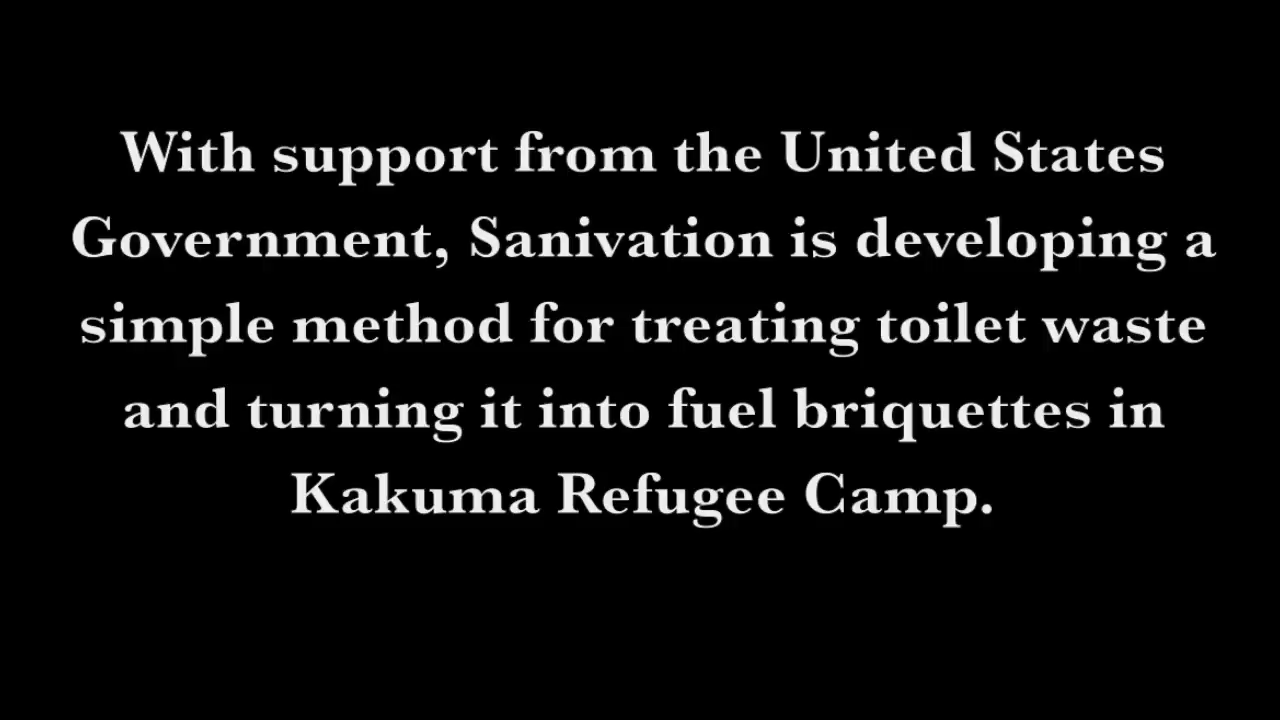 With support from the United States
Government, Sanivation is developing a
simple method for treating toilet waste
and turning it into fuel briquettes in
Kakuma Refugee Camp.